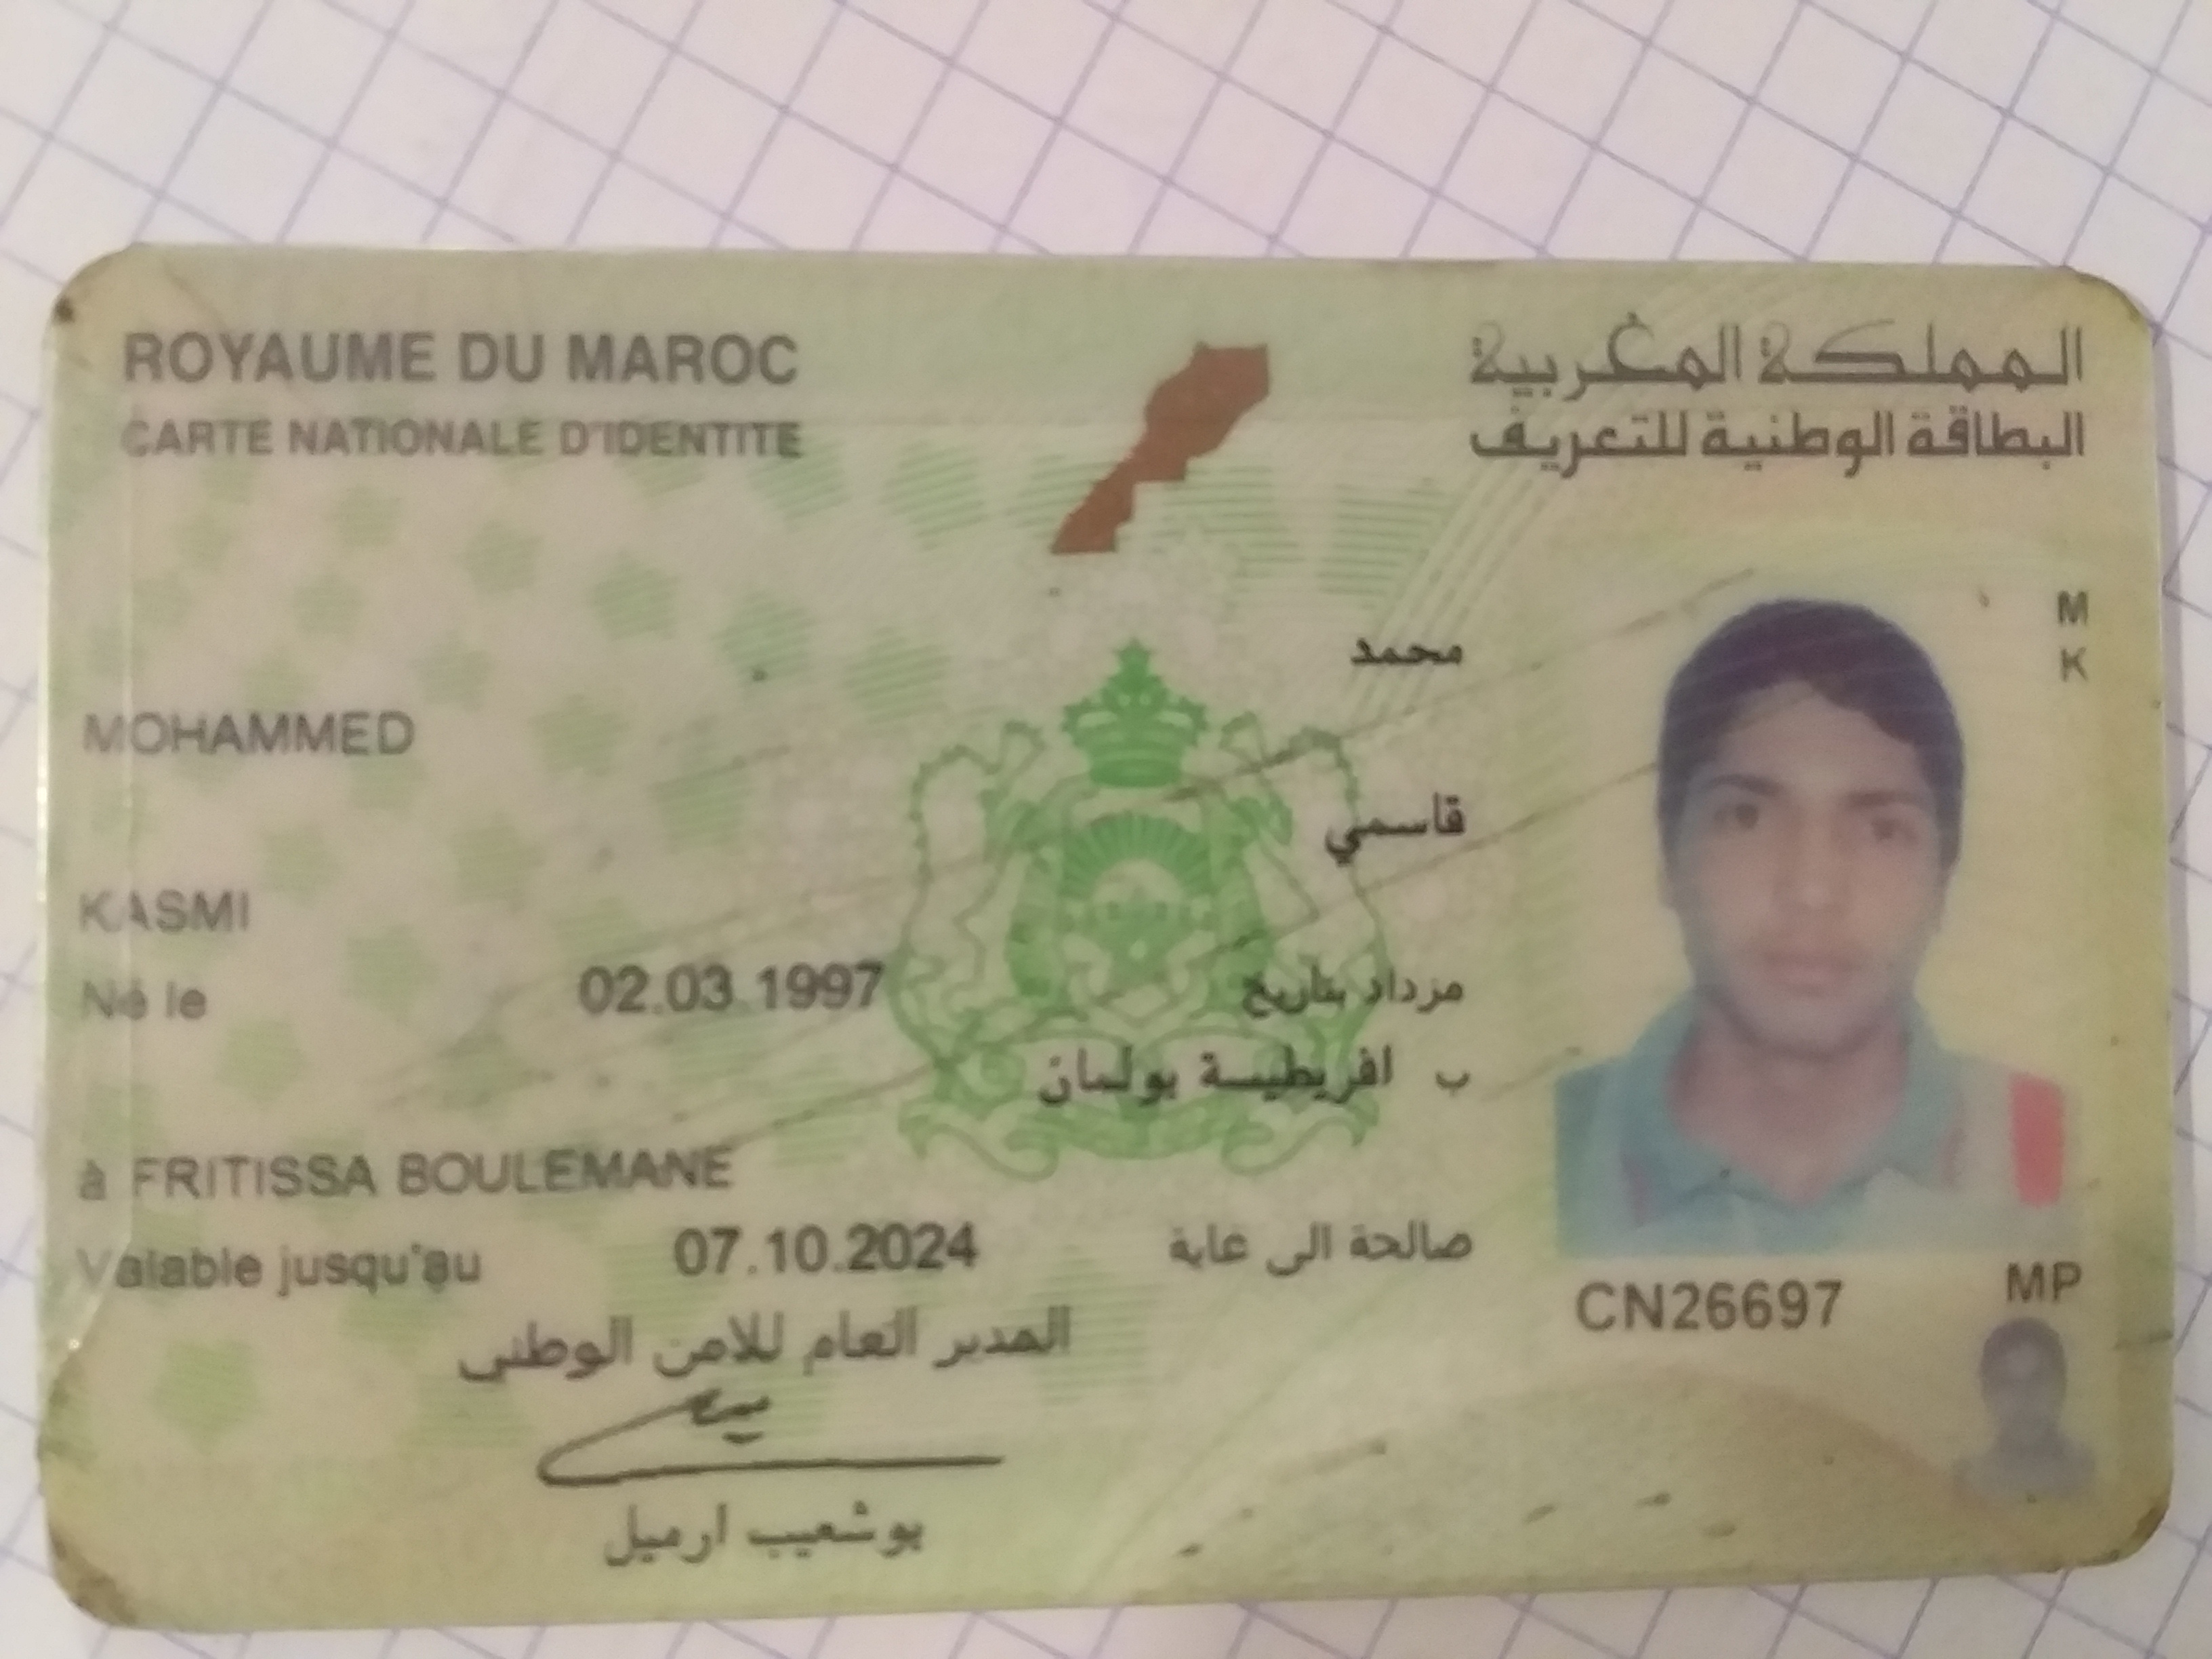 ROYAUME DU MAROC
المملكة المغربية
CARTE NATIONALE D'IDENTITE
البطاقة الوطنية للتعريف
M
K
محمد
MOHAMMED
قاسمي
KASMI
Né le 02.03.1997 مزداد بتاريخ
ب افريطيسة بولمان
à FRITISSA BOULEMANE
Valable jusqu'au 07.10.2024 صالحة الى غاية
CN26697
MP
المدير العام للامن الوطني
بوشعيب ارميل